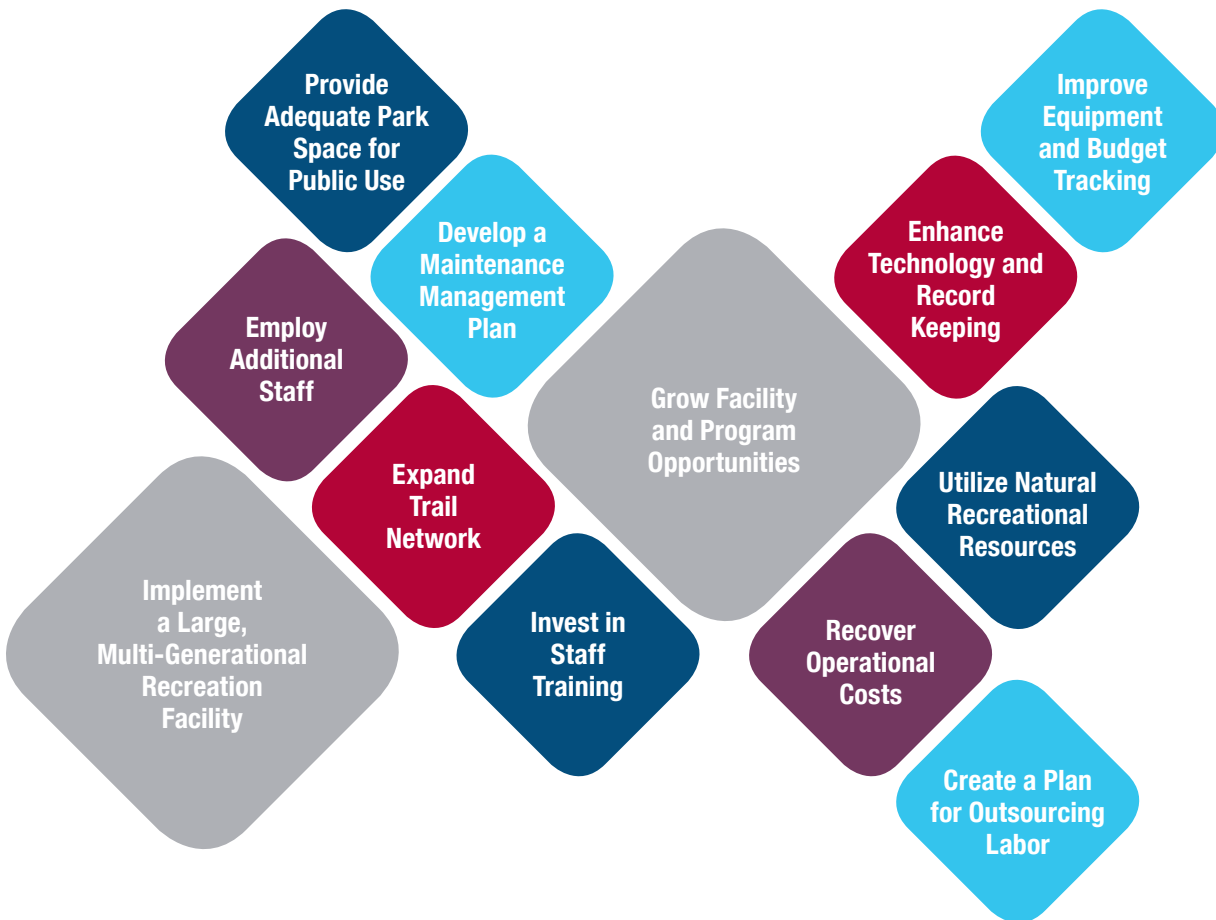 Provide
Adequate Park
Space for
Public Use
Improve
Equipment
and Budget
Tracking
Develop a
Maintenance
Management
Plan
Enhance
Technology and
Record
Keeping
Employ
Additional
Staff
Grow Facility
and Program
Opportunities
Expand
Trail
Network
Utilize Natural
Recreational
Resources
Implement
a Large,
Multi-Generational
Recreation
Facility
Invest in
Staff
Training
Recover
Operational
Costs
Create a Plan
for Outsourcing
Labor